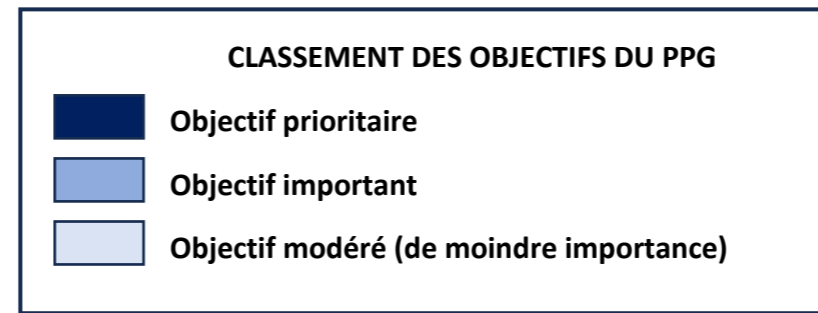 CLASSEMENT DES OBJECTIFS DU PPG
Objectif prioritaire
Objectif important
Objectif modéré (de moindre importance)